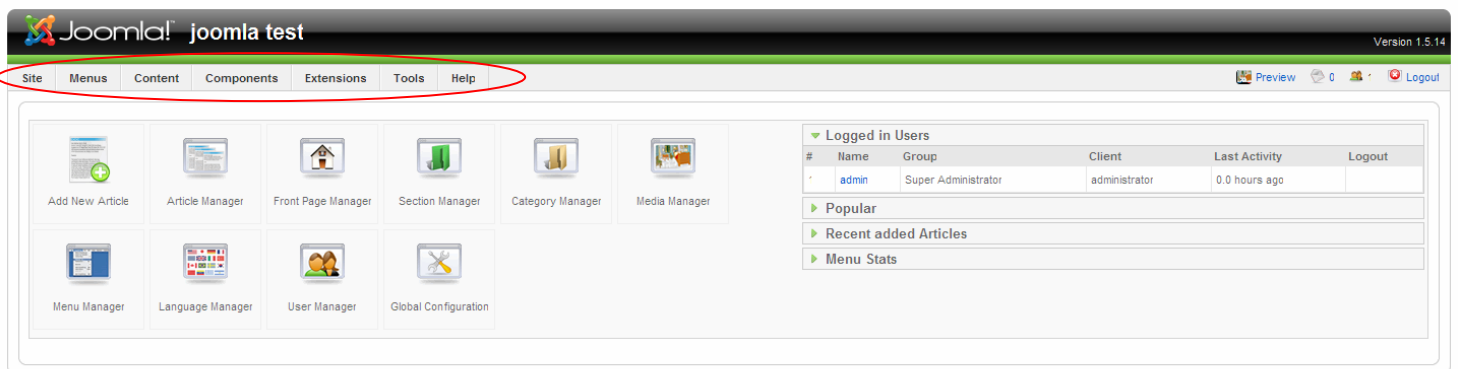 Joomla!™ joomla test
Version 1.5.14
Site Menus Content Components Extensions Tools Help Preview 0 Logout
Add New Article Article Manager Front Page Manager Section Manager Category Manager Media Manager
Menu Manager Language Manager User Manager Global Configuration
Logged in Users
# Name Group Client Last Activity Logout
admin Super Administrator administrator 0.0 hours ago
Popular
Recent added Articles
Menu Stats